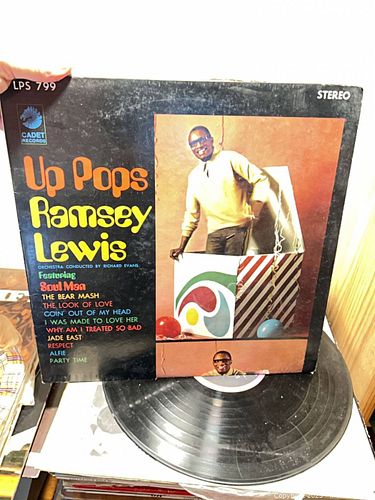 LPS 799
STEREO
CADET
RECORDS
Up Pops
Ramsey
Lewis
ORCHESTRA CONDUCTED BY RICHARD EVANS
Featuring
Soul Man
THE BEAR MASH
THE LOOK OF LOVE
GOIN' OUT OF MY HEAD
I WAS MADE TO LOVE HER
WHY AM I TREATED SO BAD
JADE EAST
RESPECT
ALFIE
PARTY TIME